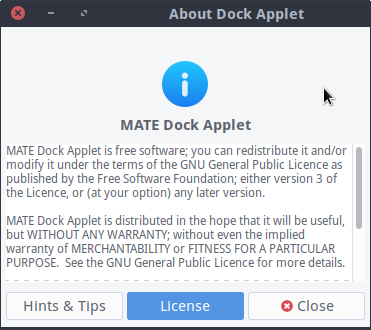 About Dock Applet
MATE Dock Applet
MATE Dock Applet is free software; you can redistribute it and/or
modify it under the terms of the GNU General Public Licence as
published by the Free Software Foundation; either version 3 of
the Licence, or (at your option) any later version.
MATE Dock Applet is distributed in the hope that it will be useful,
but WITHOUT ANY WARRANTY; without even the implied
warranty of MERCHANTABILITY or FITNESS FOR A PARTICULAR
PURPOSE.  See the GNU General Public Licence for more details.
Hints & Tips
License
Close